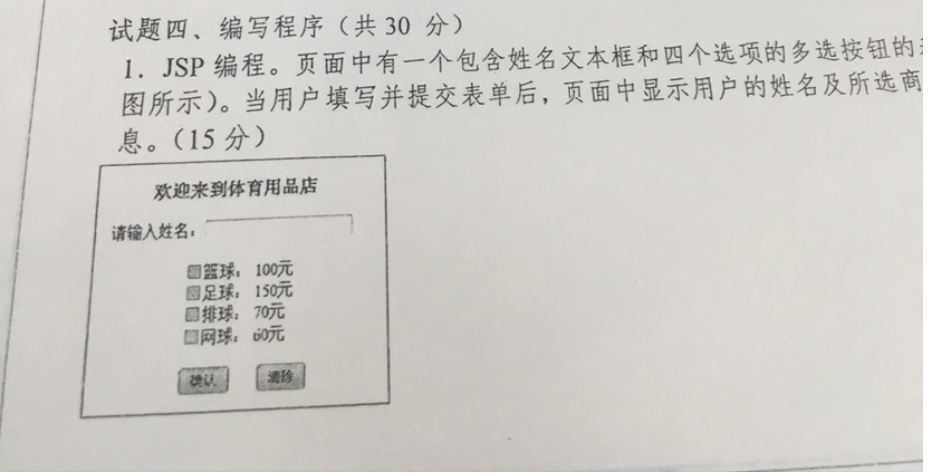 试题四、编写程序（共30 分）
1．JSP 编程。页面中有一个包含姓名文本框和四个选项的多选按钮的
图所示）。当用户填写并提交表单后，页面中显示用户的姓名及所选商
息。（15 分）
欢迎来到体育用品店
请输入姓名：
篮球： 100元
足球： 150元
排球： 70元
网球： 60元
确认 清除